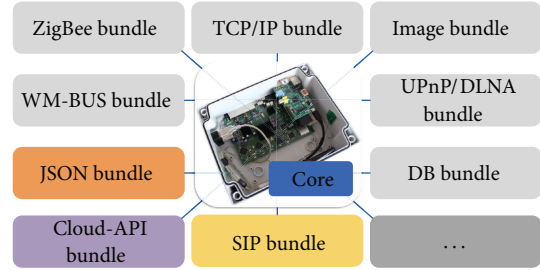 ZigBee bundle
TCP/IP bundle
Image bundle
WM-BUS bundle
UPnP/DLNA
bundle
JSON bundle
Core
DB bundle
Cloud-API
bundle
SIP bundle
...